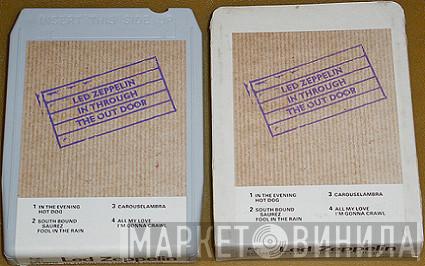 INSERT THIS SIDE UP
LED ZEPPELIN
IN THROUGH
THE OUT DOOR
1 IN THE EVENING
HOT DOG
2 SOUTH BOUND
SAUREZ
FOOL IN THE RAIN
3 CAROUSELAMBRA
4 ALL MY LOVE
I'M GONNA CRAWL
Led Zeppelin
LED ZEPPELIN
IN THROUGH
THE OUT DOOR
1 IN THE EVENING
HOT DOG
2 SOUTH BOUND
SAUREZ
FOOL IN THE RAIN
3 CAROUSELAMBRA
4 ALL MY LOVE
I'M GONNA CRAWL
Led Zeppelin
МАРКЕТ ВИНИЛА